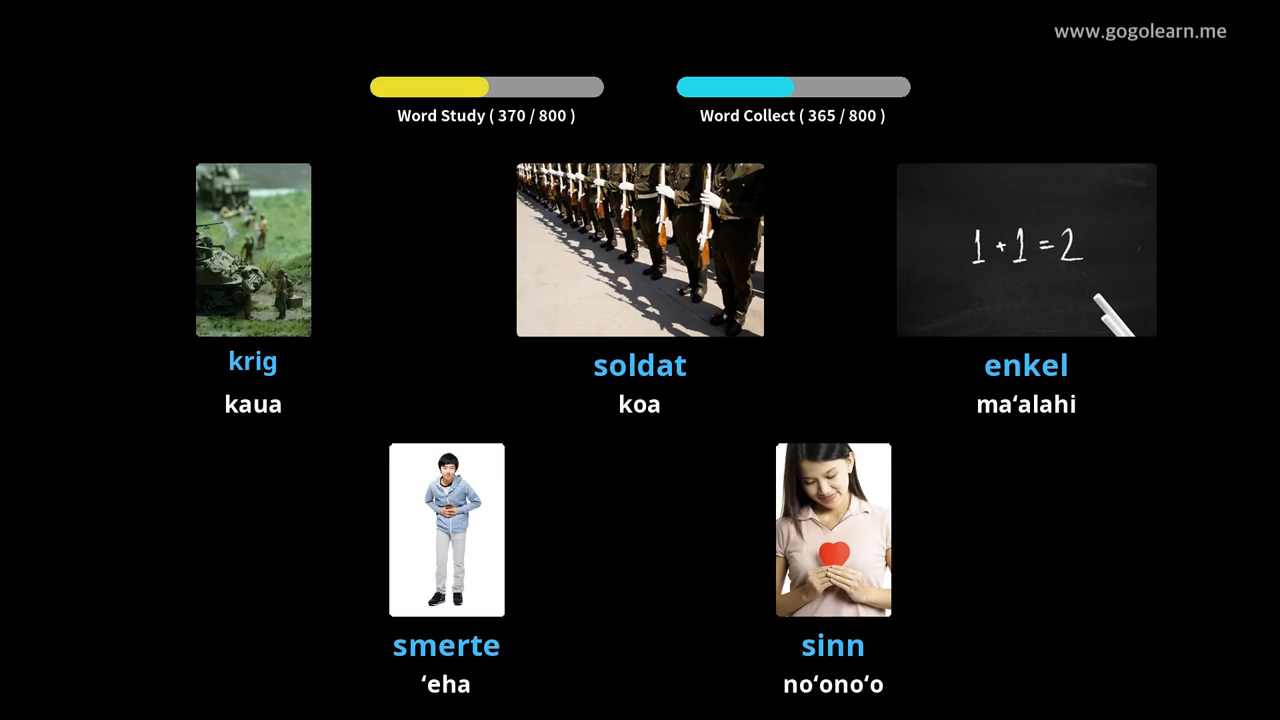 www.gogolearn.me
Word Study ( 370 / 800 )
Word Collect ( 365 / 800 )
1 + 1 = 2
krig
soldat
enkel
kaua
koa
maʻalahi
smerte
sinn
ʻeha
noʻonoʻo